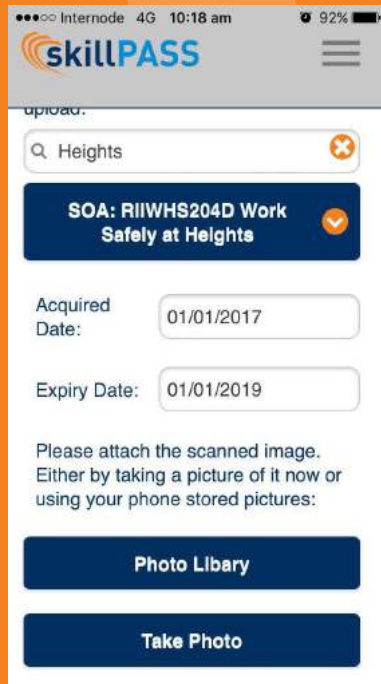 Internode 4G 10:18 am 92%
skillPASS
upload:
Heights
SOA: RIIWHS204D Work
Safely at Heights
Acquired
Date:
01/01/2017
Expiry Date: 01/01/2019
Please attach the scanned image.
Either by taking a picture of it now or
using your phone stored pictures:
Photo Libary
Take Photo